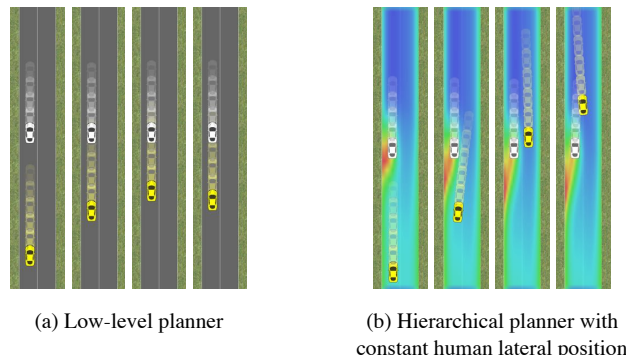 (a) Low-level planner
(b) Hierarchical planner with
constant human lateral position